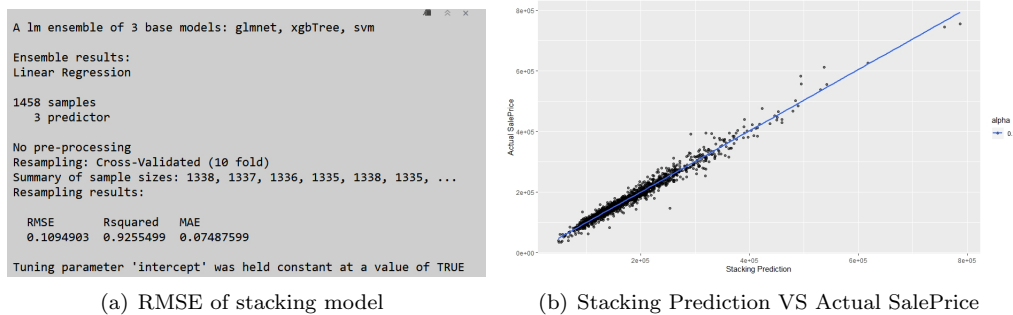 A lm ensemble of 3 base models: glmnet, xgbTree, svm
Ensemble results:
Linear Regression
1458 samples
3 predictor
No pre-processing
Resampling: Cross-Validated (10 fold)
Summary of sample sizes: 1338, 1337, 1336, 1335, 1338, 1335, ...
Resampling results:
RMSE Rsquared MAE
0.1094903 0.9255499 0.07487599
Tuning parameter 'intercept' was held constant at a value of TRUE
(a) RMSE of stacking model
8e+05
6e+05
4e+05
2e+05
0e+00
Actual SalePrice
2e+05 4e+05 6e+05 8e+05
Stacking Prediction
alpha
0.
(b) Stacking Prediction VS Actual SalePrice